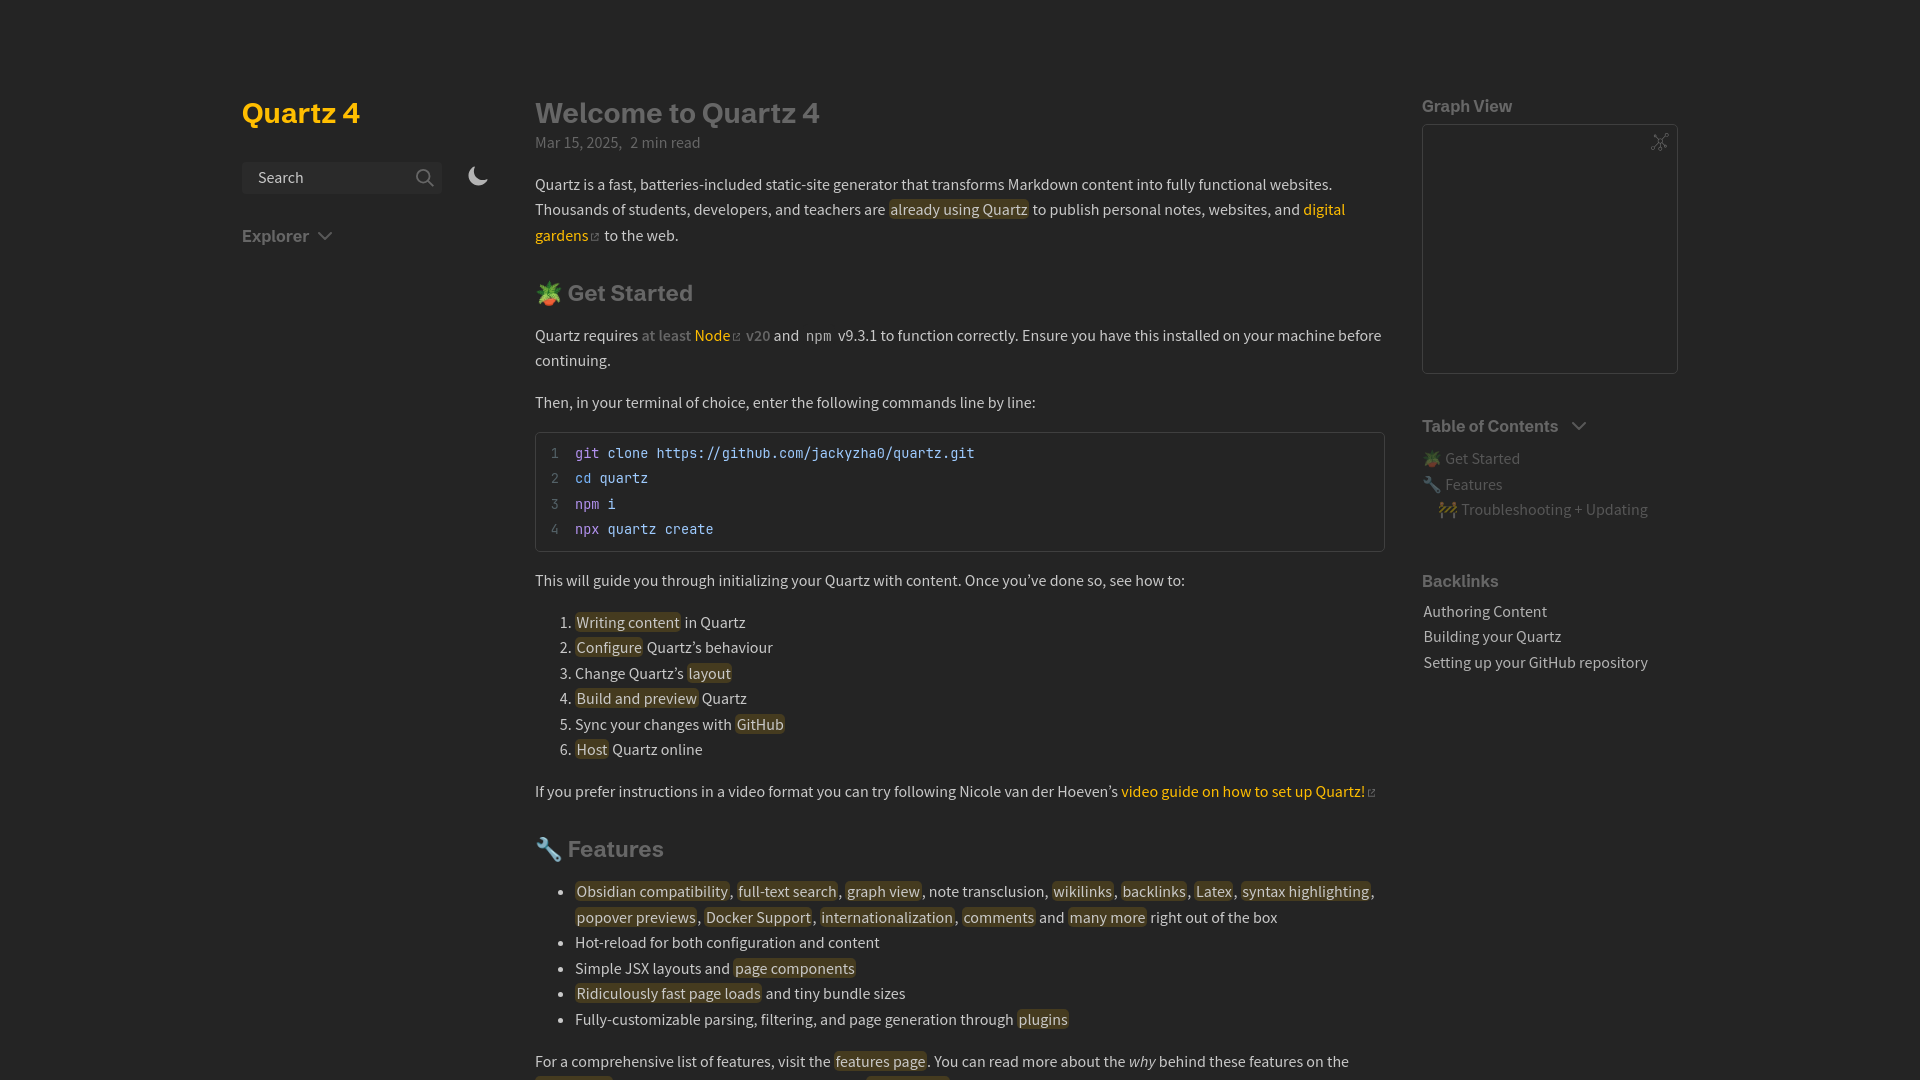 Quartz 4
Search
Explorer
Welcome to Quartz 4
Mar 15, 2025, 2 min read
Quartz is a fast, batteries-included static-site generator that transforms Markdown content into fully functional websites.
Thousands of students, developers, and teachers are already using Quartz to publish personal notes, websites, and digital
gardens to the web.
🪴 Get Started
Quartz requires at least Node v20 and npm v9.3.1 to function correctly. Ensure you have this installed on your machine before
continuing.
Then, in your terminal of choice, enter the following commands line by line:
1 git clone https://github.com/jackyzha0/quartz.git
2 cd quartz
3 npm i
4 npx quartz create
This will guide you through initializing your Quartz with content. Once you’ve done so, see how to:
1. Writing content in Quartz
2. Configure Quartz’s behaviour
3. Change Quartz’s layout
4. Build and preview Quartz
5. Sync your changes with GitHub
6. Host Quartz online
If you prefer instructions in a video format you can try following Nicole van der Hoeven’s video guide on how to set up Quartz!
🔧 Features
• Obsidian compatibility, full-text search, graph view, note transclusion, wikilinks, backlinks, Latex, syntax highlighting,
popover previews, Docker Support, internationalization, comments and many more right out of the box
• Hot-reload for both configuration and content
• Simple JSX layouts and page components
• Ridiculously fast page loads and tiny bundle sizes
• Fully-customizable parsing, filtering, and page generation through plugins
For a comprehensive list of features, visit the features page. You can read more about the why behind these features on the
Graph View
Table of Contents
🪴 Get Started
🔧 Features
🚧 Troubleshooting + Updating
Backlinks
Authoring Content
Building your Quartz
Setting up your GitHub repository